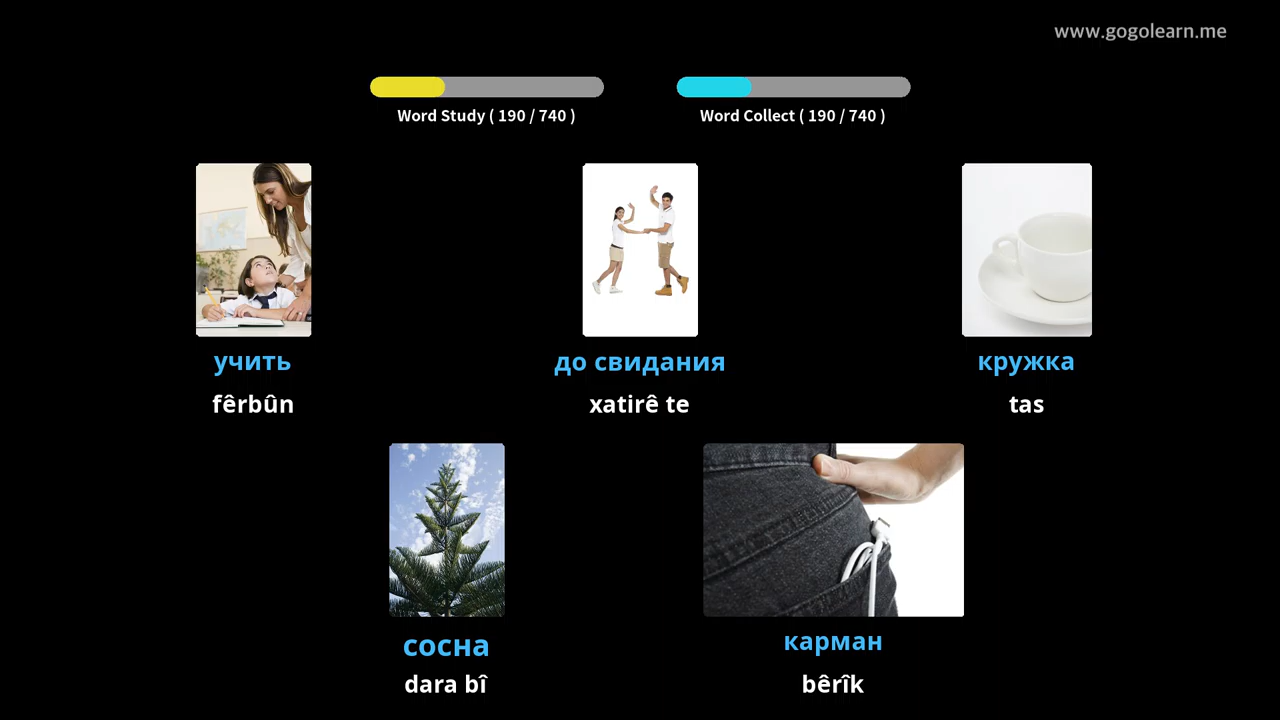 www.gogolearn.me
Word Study ( 190 / 740 )
Word Collect ( 190 / 740 )
учить
до свидания
кружка
fêrbûn
xatirê te
tas
сосна
карман
dara bî
bêrîk